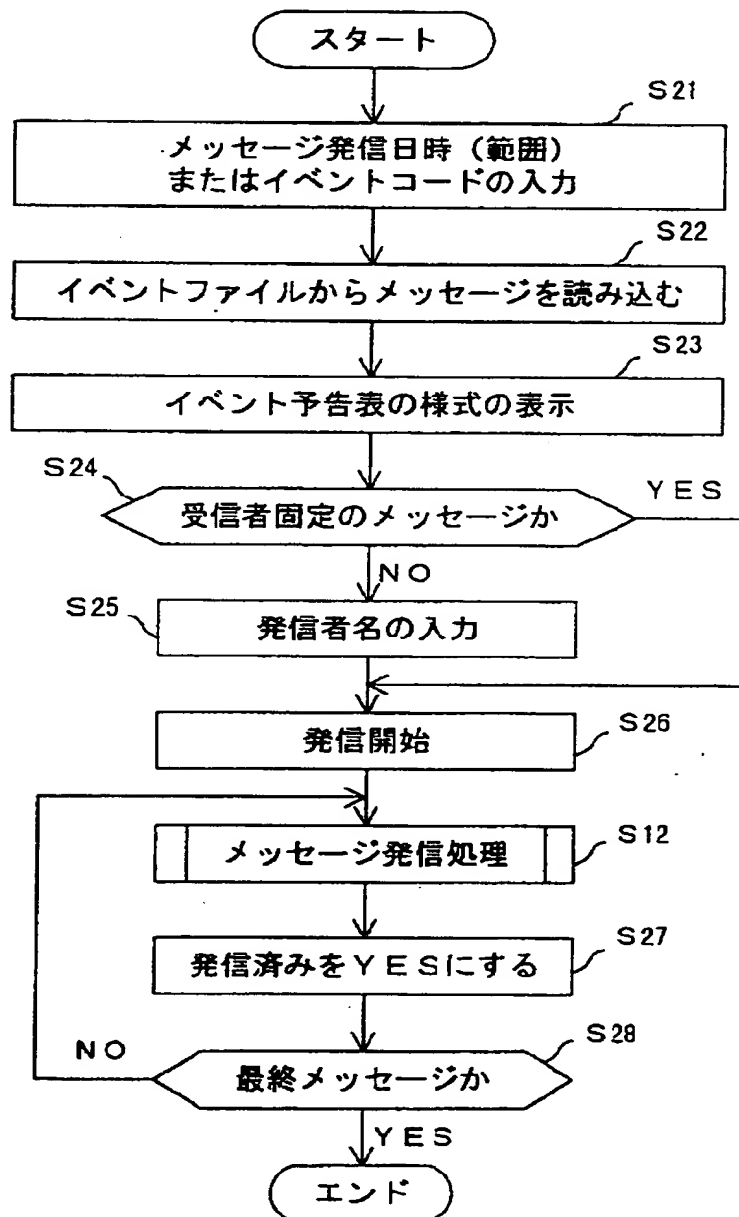 スタート
S21
メッセージ発信日時（範囲）
またはイベントコードの入力
S22
イベントファイルからメッセージを読み込む
S23
イベント予告表の様式の表示
S24
受信者固定のメッセージか
YES
NO
S25
発信者名の入力
発信開始
S26
メッセージ発信処理
S12
発信済みをYESにする
S27
NO
最終メッセージか
S28
YES
エンド